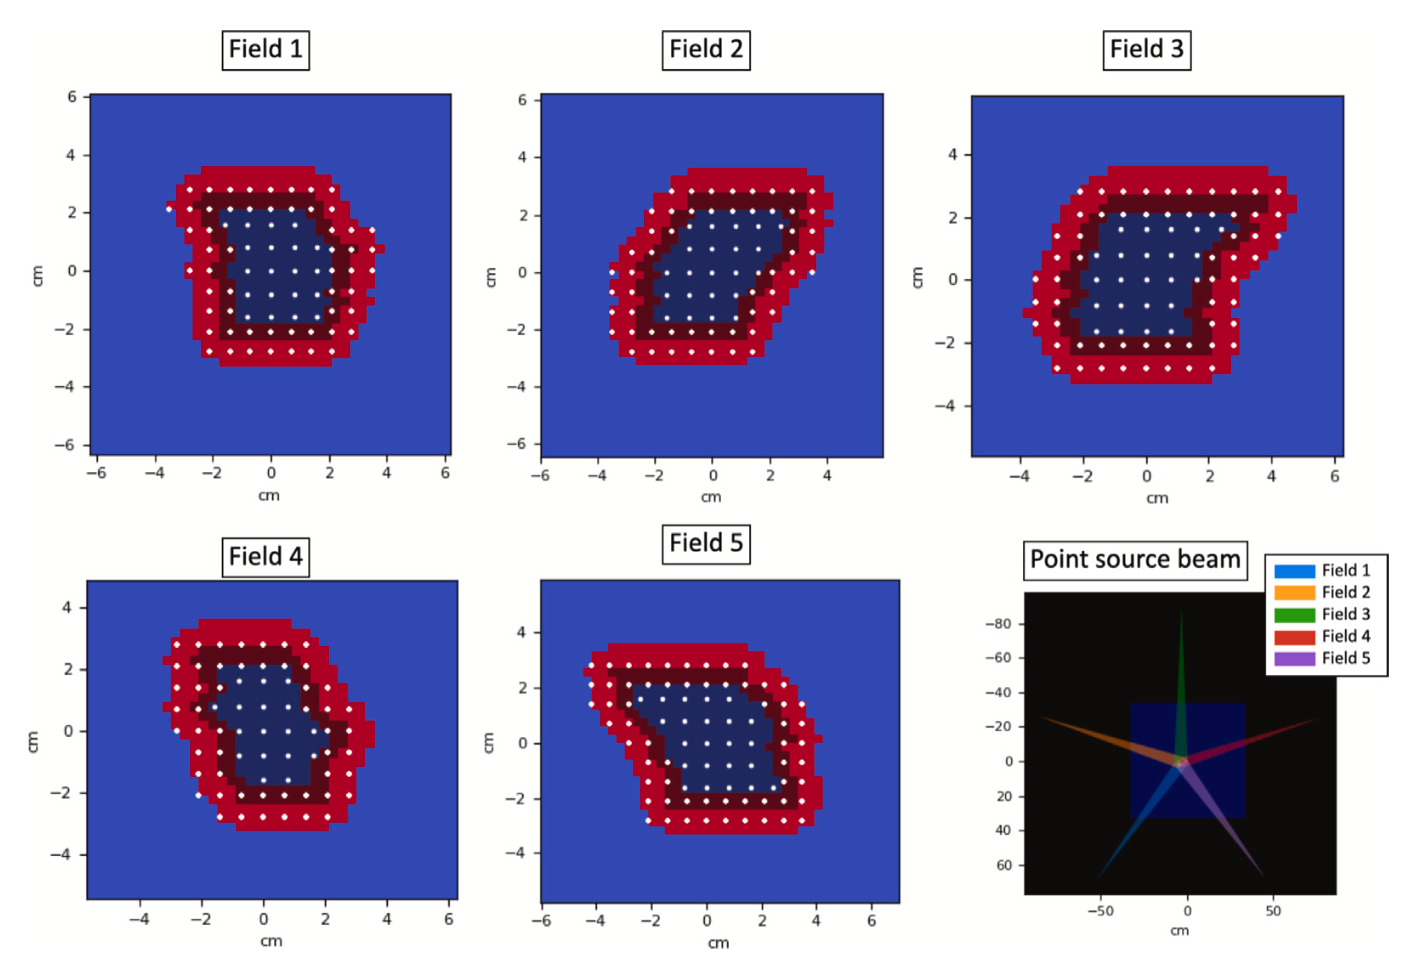 Field 1
Field 2
Field 3
6
4
2
0
−2
−4
−6
cm
−6 −4 −2 0 2 4 6
cm
6
4
2
0
−2
−4
−6
cm
−6 −4 −2 0 2 4
cm
4
2
0
−2
−4
cm
−4 −2 0 2 4 6
cm
Field 4
Field 5
Point source beam
4
2
0
−2
−4
cm
−4 −2 0 2 4 6
cm
4
2
0
−2
−4
cm
−6 −4 −2 0 2 4 6
cm
Field 1
Field 2
Field 3
Field 4
Field 5
−80
−60
−40
−20
0
20
40
60
−50 0 50
cm